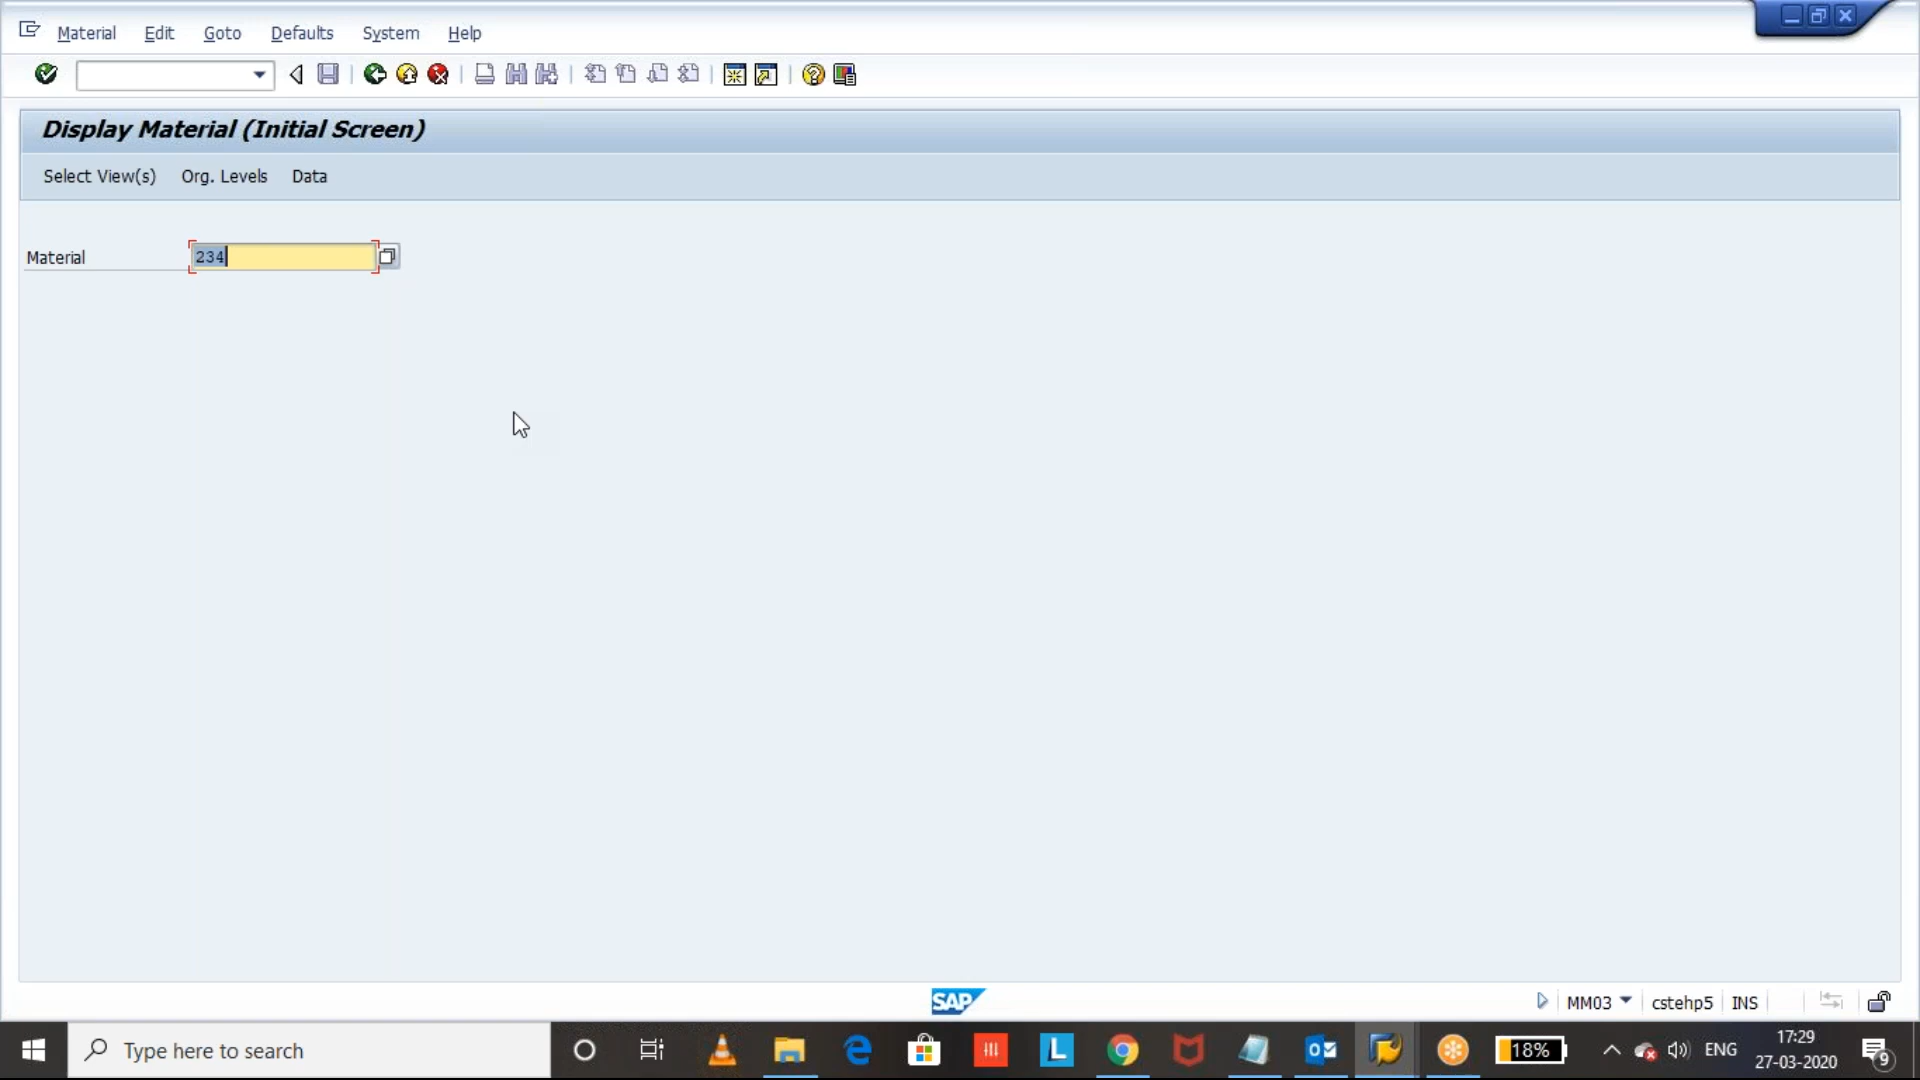 Material Edit Goto Defaults System Help
Display Material (Initial Screen)
Select View(s) Org. Levels Data
Material 234
SAP
MM03 cstehp5 INS
Type here to search
L
18%
ENG
17:29
27-03-2020
9